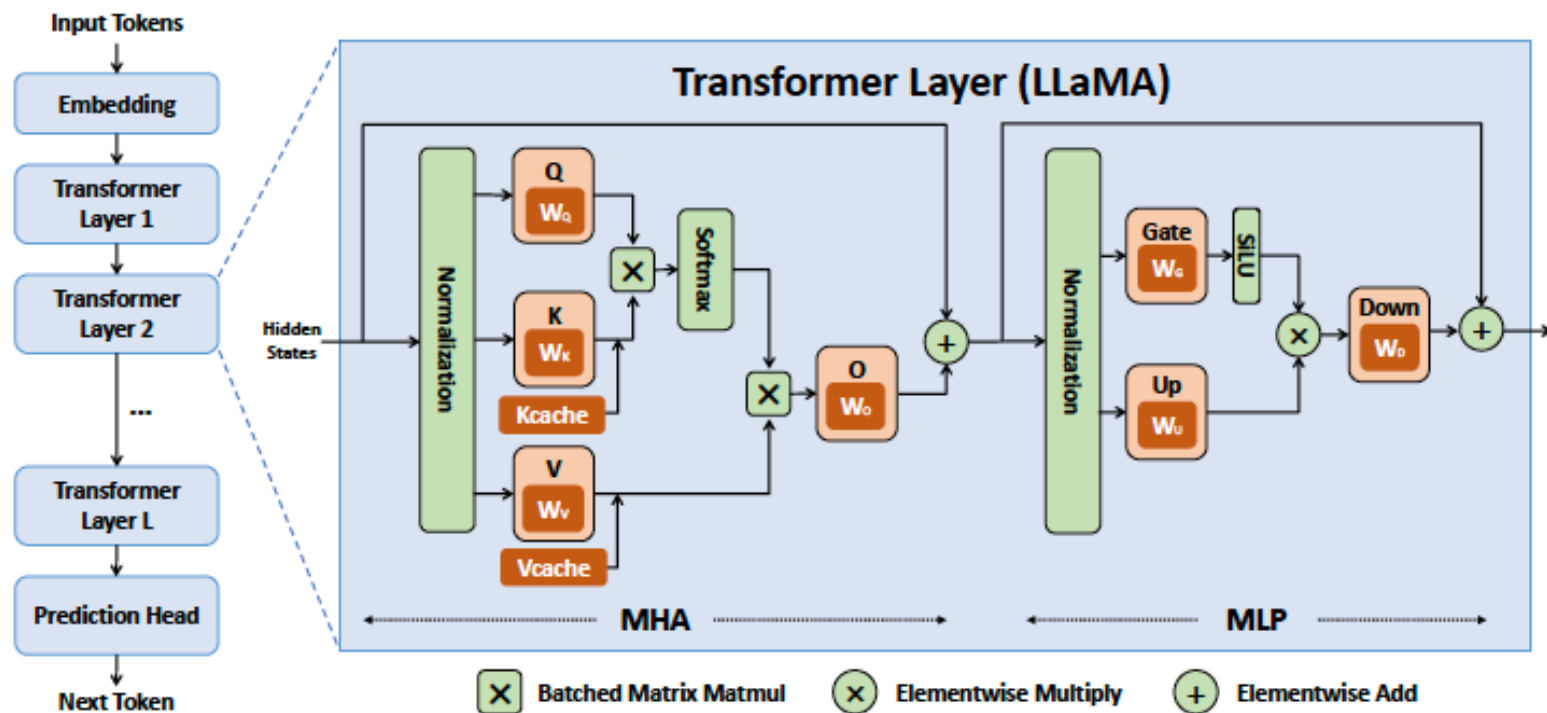 Input Tokens
Embedding
Transformer
Layer 1
Transformer
Layer 2
...
Transformer
Layer L
Prediction Head
Next Token
Transformer Layer (LLaMA)
Hidden
States
Normalization
Q
WQ
K
WK
Kcache
V
WV
Vcache
Softmax
×
×
O
WO
+
Normalization
Gate
WG
SiLU
Up
WU
×
Down
WD
+
MHA
MLP
× Batched Matrix Matmul
× Elementwise Multiply
+ Elementwise Add